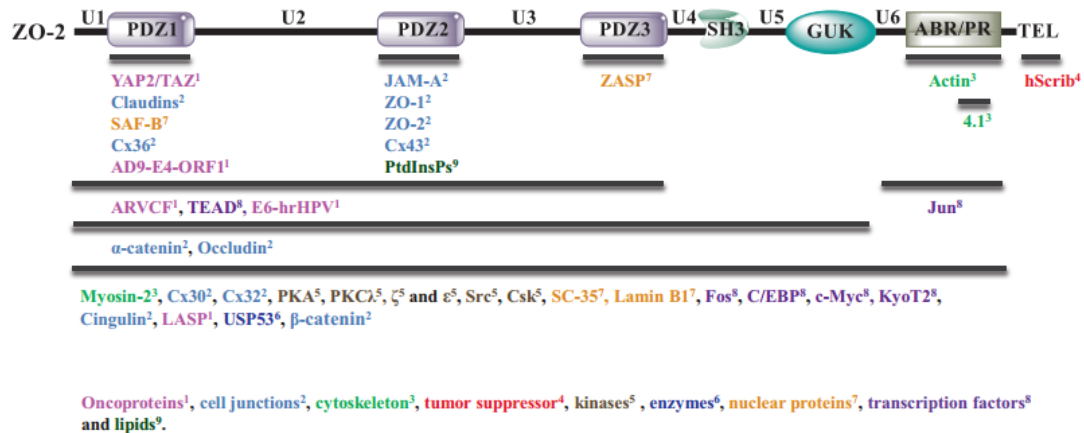 U1 U2 U3 U4 U5 U6
ZO-2 PDZ1 PDZ2 PDZ3 SH3 GUK ABR/PR TEL
YAP2/TAZ¹ JAM-A² ZASP⁷ Actin³ hScrib⁴
Claudins² ZO-1²
SAF-B⁷ ZO-2² 4.1³
Cx36² Cx43²
AD9-E4-ORF1¹ PtdInsPs⁹
ARVCF¹, TEAD⁸, E6-hrHPV¹ Jun⁸
α-catenin², Occludin²
Myosin-2³, Cx30², Cx32², PKA⁵, PKCλ⁵, ζ⁵ and ε⁵, Src⁵, Csk⁵, SC-35⁷, Lamin B1⁷, Fos⁸, C/EBP⁸, c-Myc⁸, KyoT2⁸,
Cingulin², LASP¹, USP53⁶, β-catenin²
Oncoproteins¹, cell junctions², cytoskeleton³, tumor suppressor⁴, kinases⁵ , enzymes⁶, nuclear proteins⁷, transcription factors⁸
and lipids⁹.